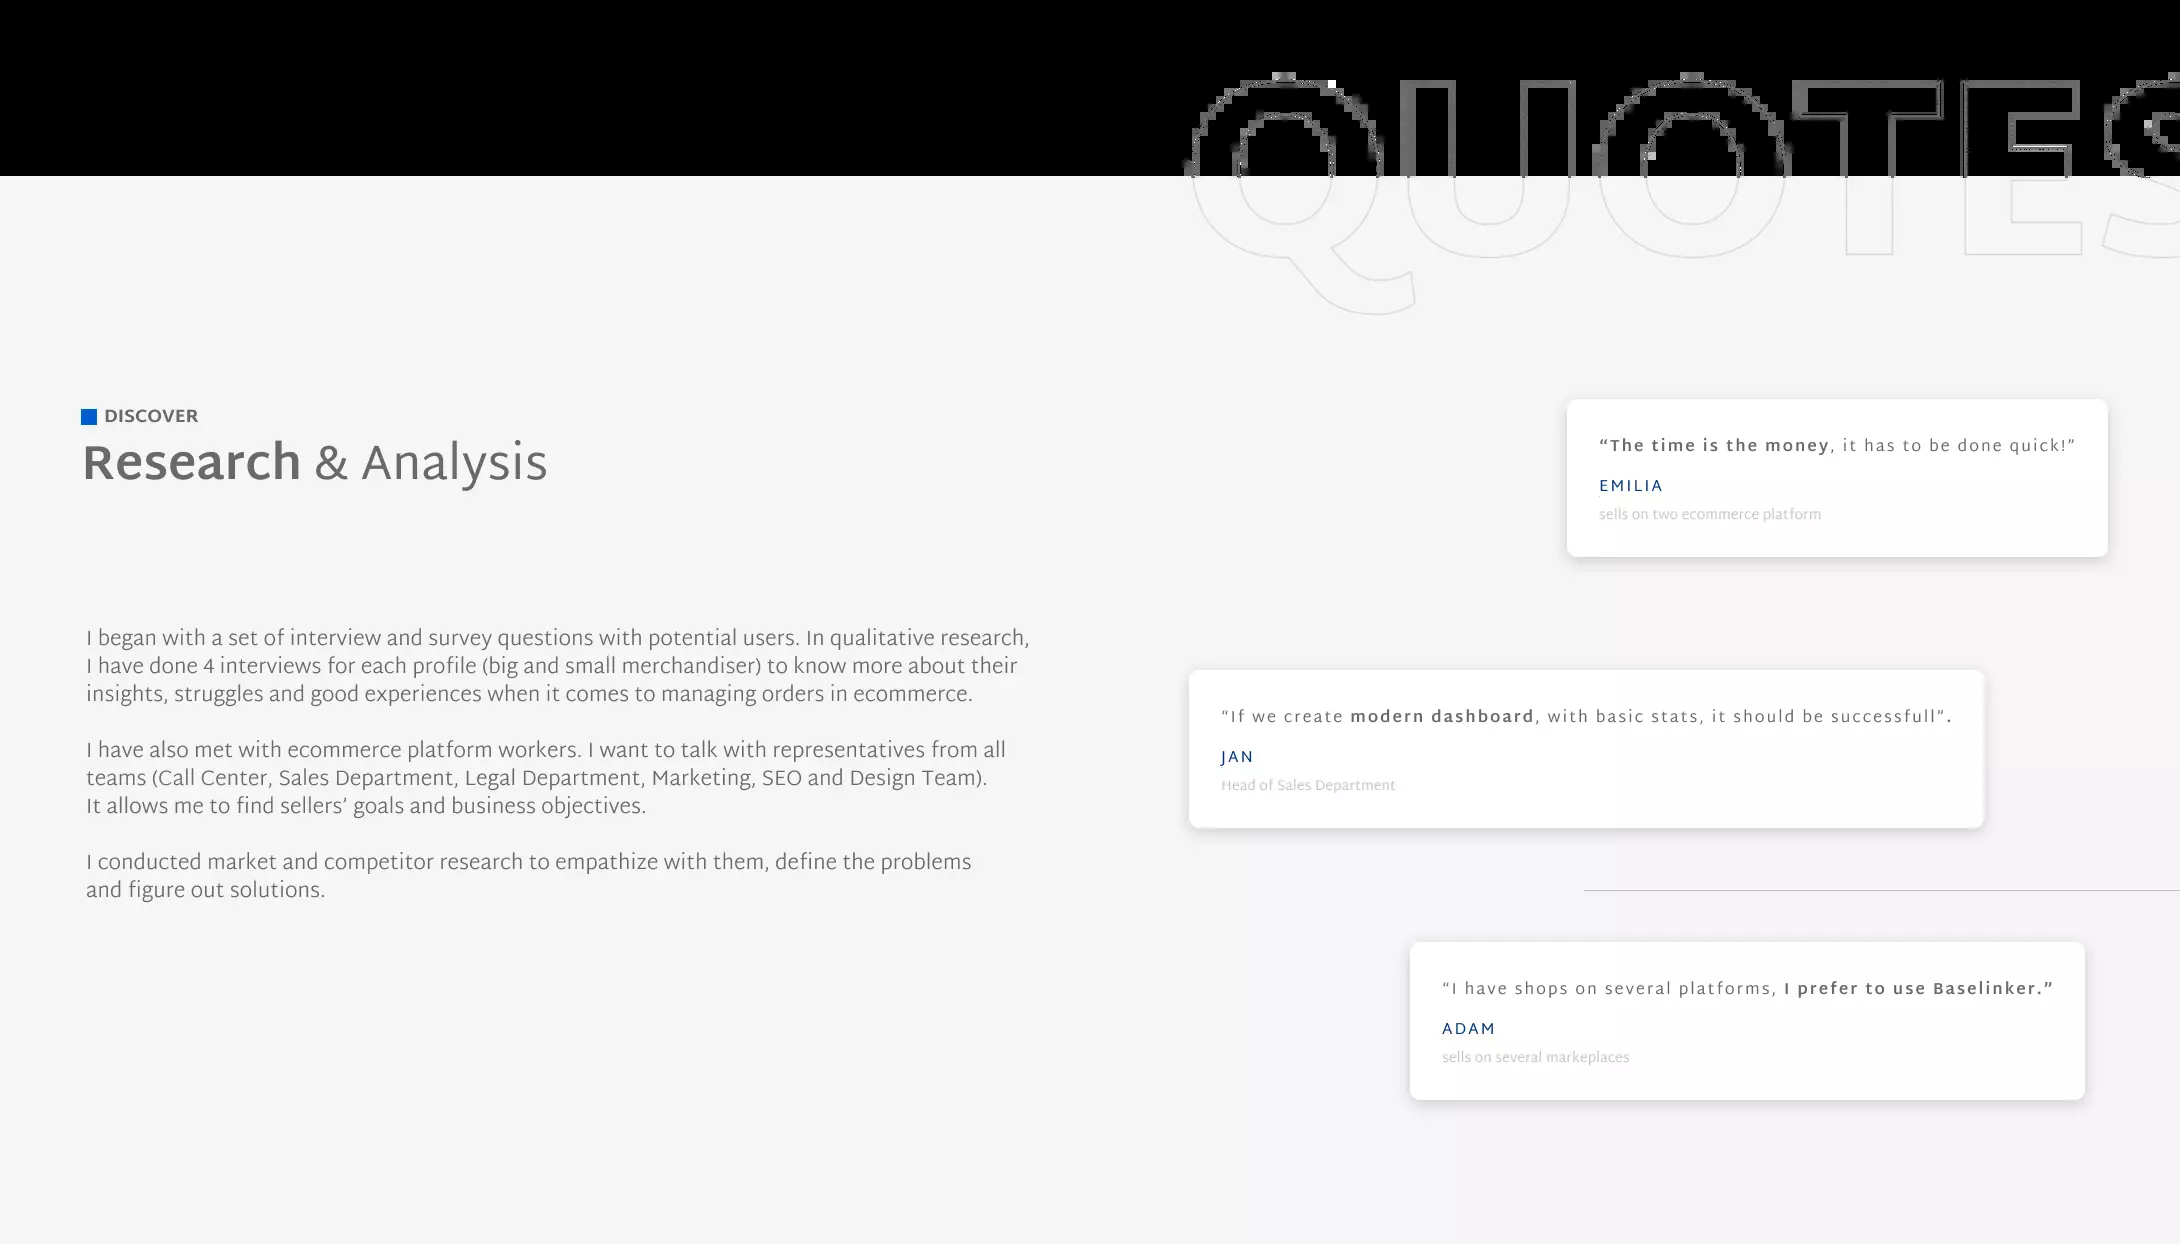 QUOTES
DISCOVER
Research & Analysis
I began with a set of interview and survey questions with potential users. In qualitative research,
I have done 4 interviews for each profile (big and small merchandiser) to know more about their
insights, struggles and good experiences when it comes to managing orders in ecommerce.
I have also met with ecommerce platform workers. I want to talk with representatives from all
teams (Call Center, Sales Department, Legal Department, Marketing, SEO and Design Team).
It allows me to find sellers’ goals and business objectives.
I conducted market and competitor research to empathize with them, define the problems
and figure out solutions.
“The time is the money, it has to be done quick!”
EMILIA
sells on two ecommerce platform
“If we create modern dashboard, with basic stats, it should be successfull”.
JAN
Head of Sales Department
“I have shops on several platforms, I prefer to use Baselinker.”
ADAM
sells on several markeplaces